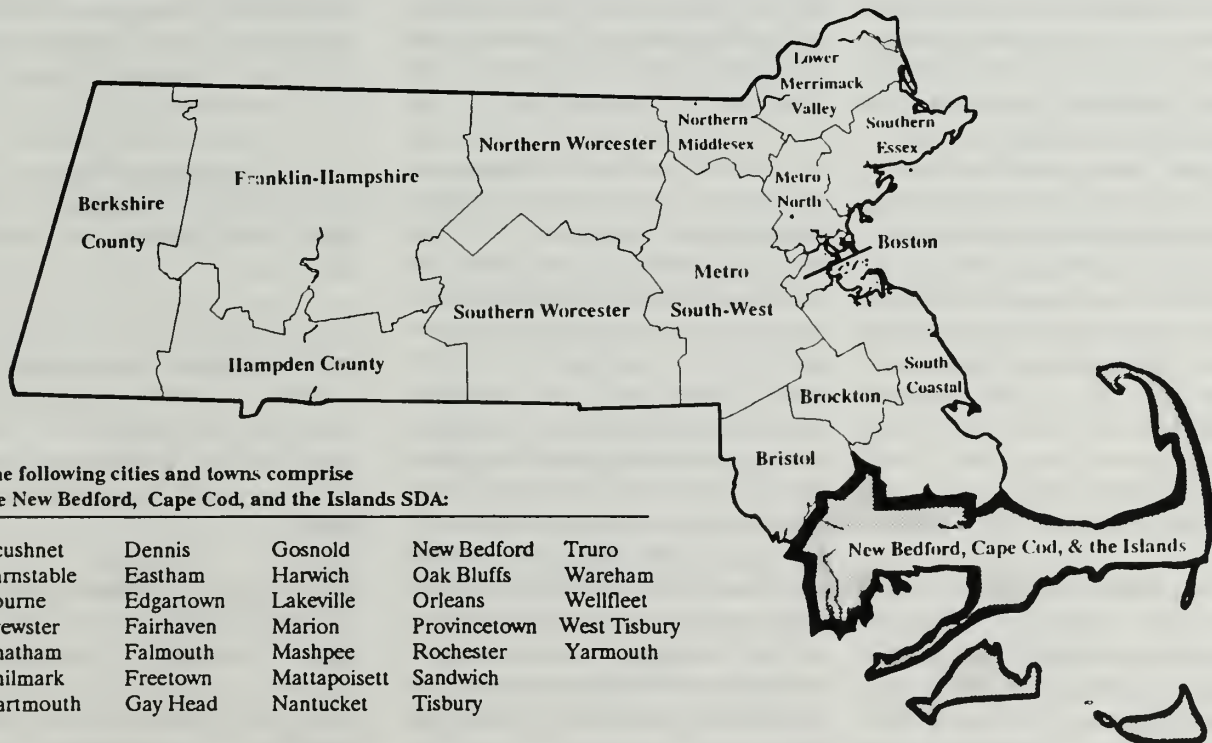 Lower
Merrimack
Valley
Northern
Middlesex
Southern
Essex
Northern Worcester
Franklin-Hampshire
Metro
North
Berkshire
County
Boston
Metro
South-West
Southern Worcester
Hampden County
South
Coastal
Brockton
Bristol
New Bedford, Cape Cod, & the Islands
he following cities and towns comprise
e New Bedford, Cape Cod, and the Islands SDA:
cushnet Dennis Gosnold New Bedford Truro
arnstable Eastham Harwich Oak Bluffs Wareham
ourne Edgartown Lakeville Orleans Wellfleet
ewster Fairhaven Marion Provincetown West Tisbury
hatham Falmouth Mashpee Rochester Yarmouth
hilmark Freetown Mattapoisett Sandwich
artmouth Gay Head Nantucket Tisbury